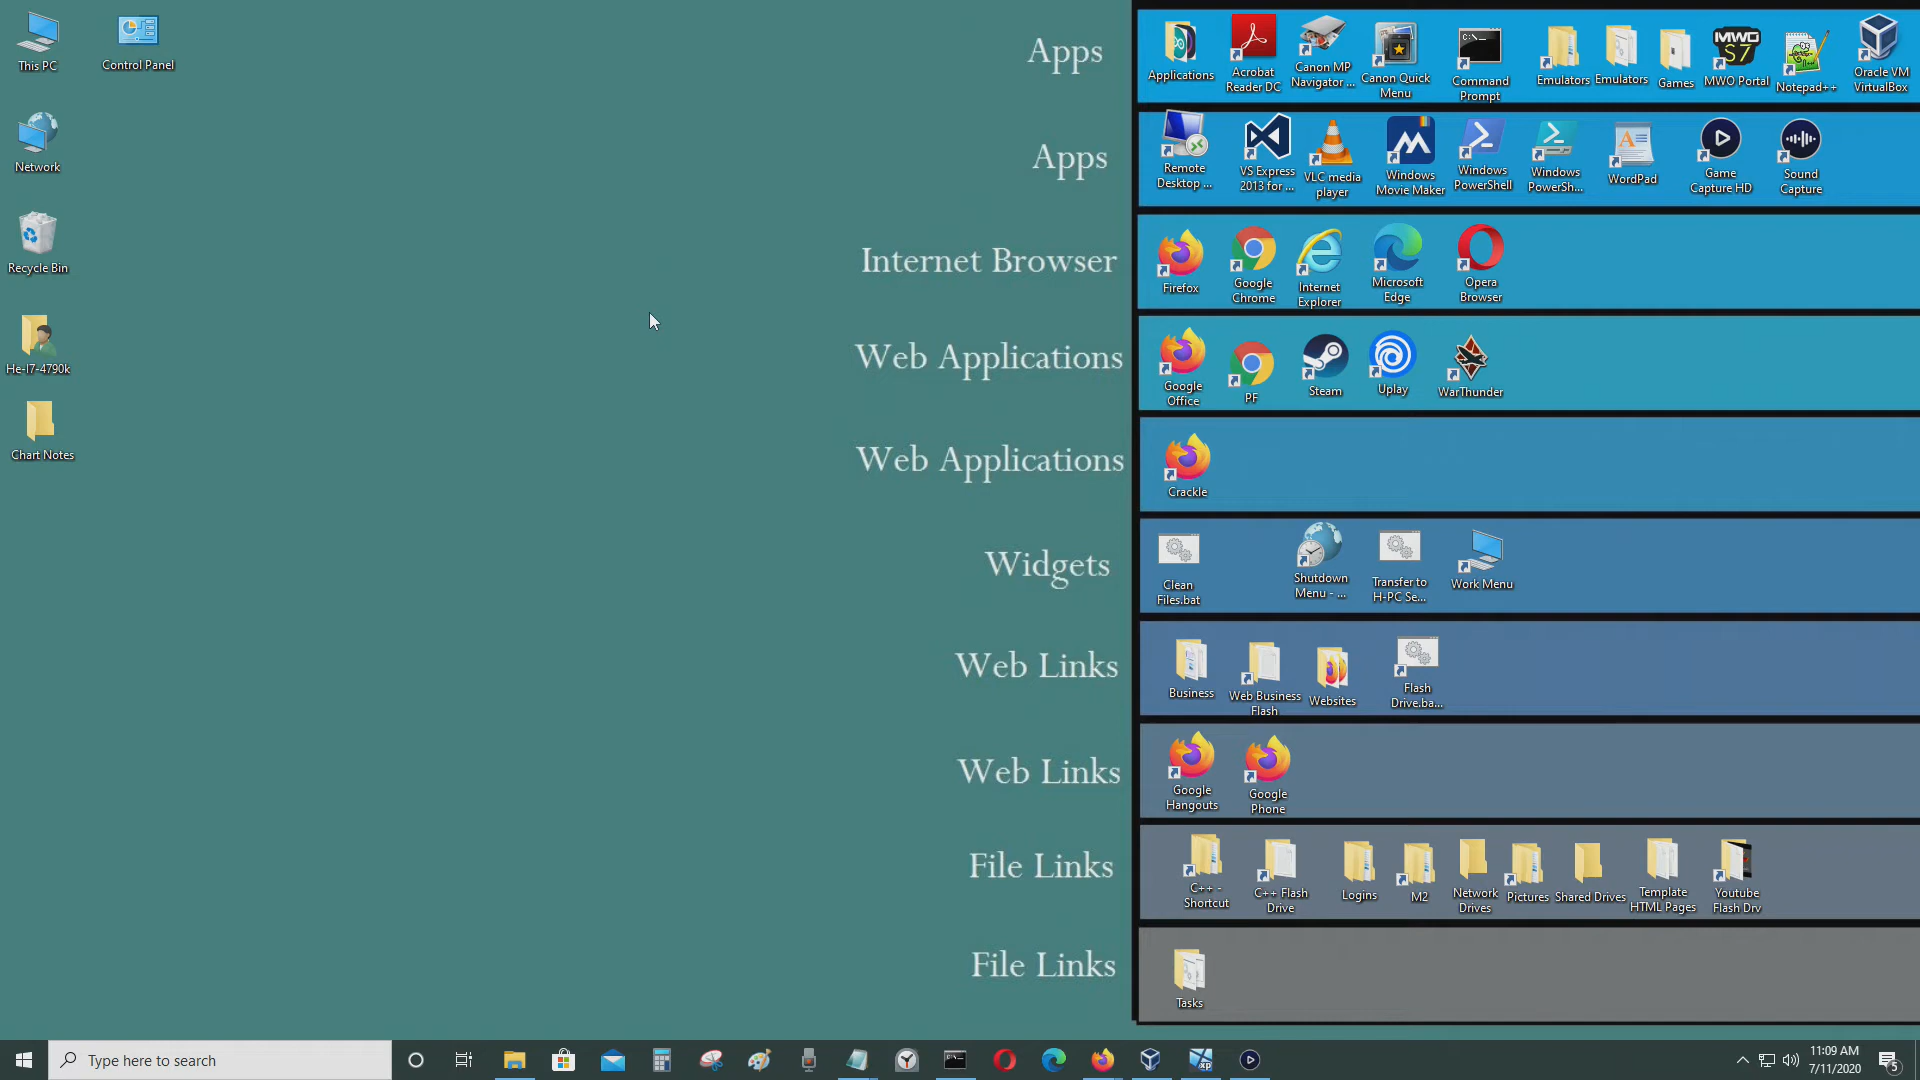 This PC
Control Panel
Network
Recycle Bin
He-I7-4790k
Chart Notes
Apps
Applications
Acrobat
Reader DC
Canon MP
Navigator ...
Canon Quick
Menu
C:\_
Command
Prompt
Emulators
Emulators
Games
MWO
S7
MWO Portal
Notepad++
Oracle VM
VirtualBox
Apps
Remote
Desktop ...
VS Express
2013 for ...
VLC media
player
Windows
Movie Maker
Windows
PowerShell
Windows
PowerSh...
WordPad
Game
Capture HD
Sound
Capture
Internet Browser
Firefox
Google
Chrome
Internet
Explorer
Microsoft
Edge
Opera
Browser
Web Applications
Google
Office
PF
Steam
Uplay
WarThunder
Web Applications
Crackle
Widgets
Clean
Files.bat
Shutdown
Menu - ...
Transfer to
H-PC Se...
Work Menu
Web Links
Business
Web Business
Flash
Websites
Flash
Drive.ba...
Web Links
Google
Hangouts
Google
Phone
File Links
C++ -
Shortcut
C++ Flash
Drive
Logins
M2
Network
Drives
Pictures
Shared Drives
Template
HTML Pages
Youtube
Flash Drv
File Links
Tasks
Type here to search
xp
11:09 AM
7/11/2020
5